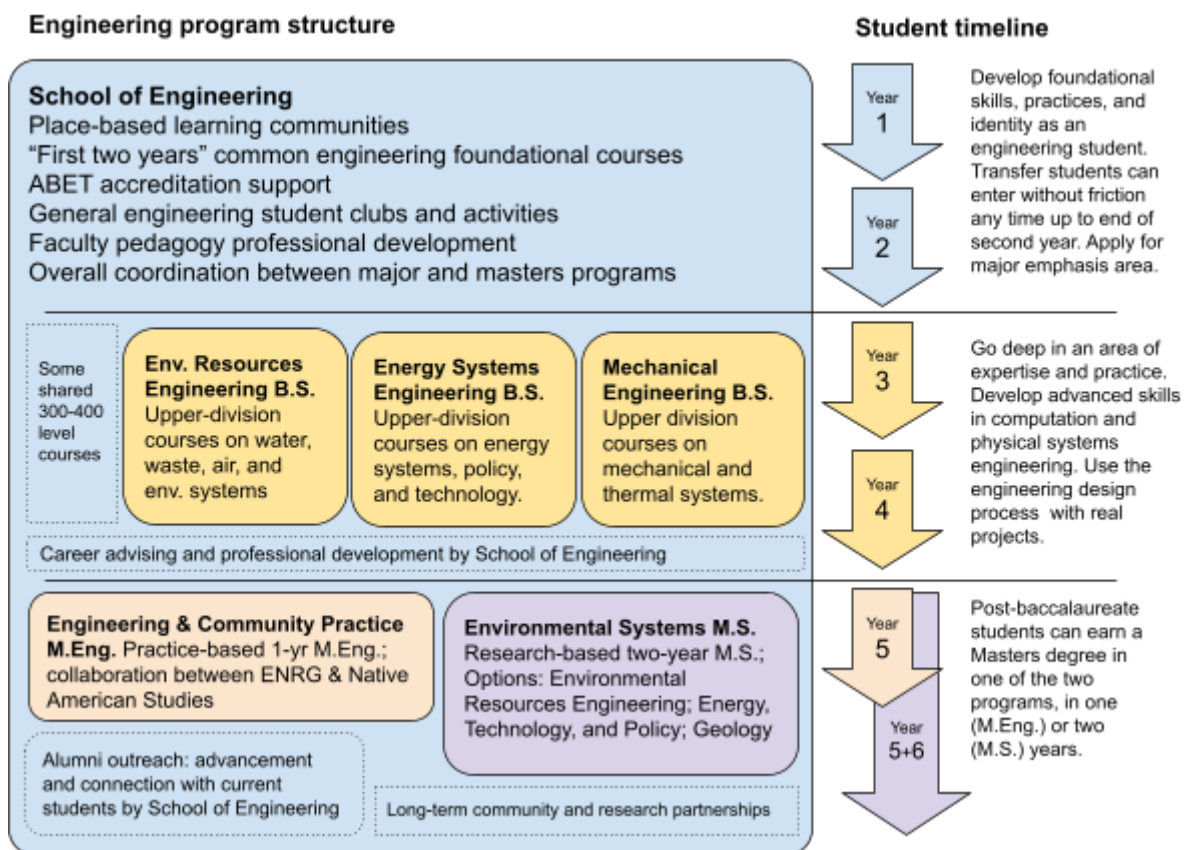 Engineering program structure
Student timeline
School of Engineering
Place-based learning communities
“First two years” common engineering foundational courses
ABET accreditation support
General engineering student clubs and activities
Faculty pedagogy professional development
Overall coordination between major and masters programs
Year
1
Year
2
Develop foundational
skills, practices, and
identity as an
engineering student.
Transfer students can
enter without friction
any time up to end of
second year. Apply for
major emphasis area.
Some
shared
300-400
level
courses
Env. Resources
Engineering B.S.
Upper-division
courses on water,
waste, air, and
env. systems
Energy Systems
Engineering B.S.
Upper-division
courses on energy
systems, policy,
and technology.
Mechanical
Engineering B.S.
Upper division
courses on
mechanical and
thermal systems.
Career advising and professional development by School of Engineering
Year
3
Year
4
Go deep in an area of
expertise and practice.
Develop advanced skills
in computation and
physical systems
engineering. Use the
engineering design
process with real
projects.
Engineering & Community Practice
M.Eng. Practice-based 1-yr M.Eng.;
collaboration between ENRG & Native
American Studies
Environmental Systems M.S.
Research-based two-year M.S.;
Options: Environmental
Resources Engineering; Energy,
Technology, and Policy; Geology
Alumni outreach: advancement
and connection with current
students by School of Engineering
Long-term community and research partnerships
Year
5
Year
5+6
Post-baccalaureate
students can earn a
Masters degree in
one of the two
programs, in one
(M.Eng.) or two
(M.S.) years.